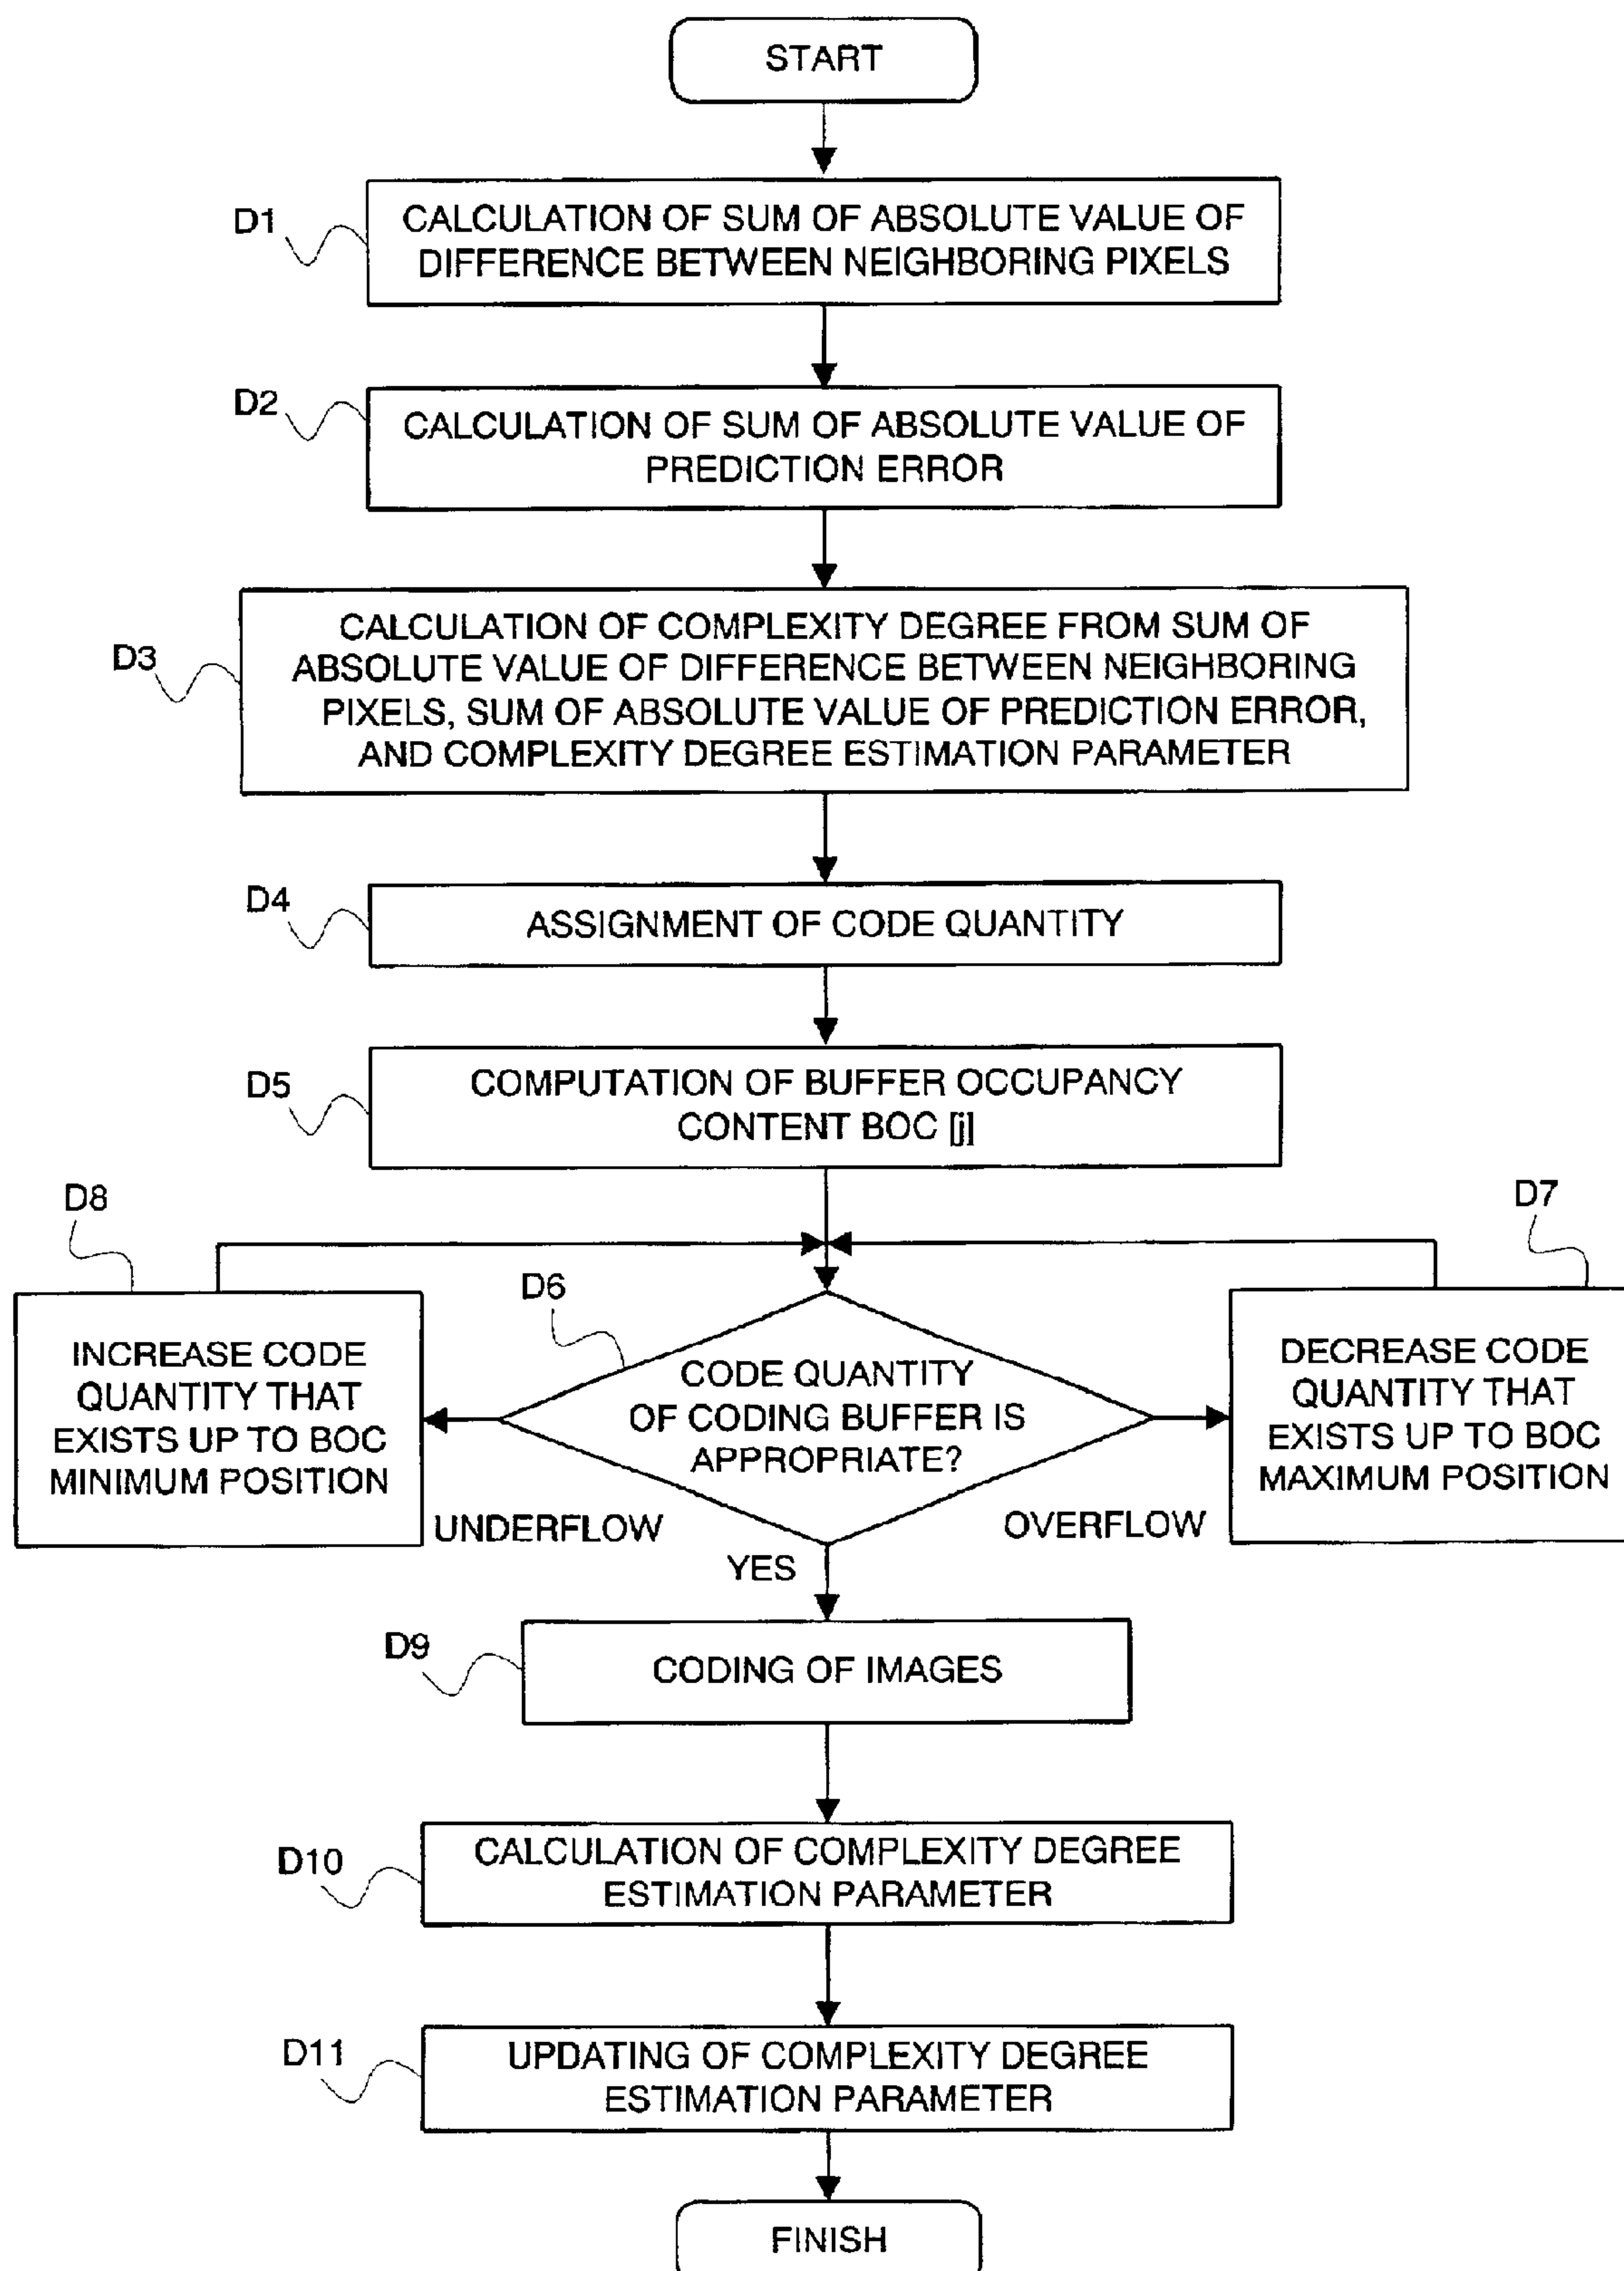 START
D1
CALCULATION OF SUM OF ABSOLUTE VALUE OF
DIFFERENCE BETWEEN NEIGHBORING PIXELS
D2
CALCULATION OF SUM OF ABSOLUTE VALUE OF
PREDICTION ERROR
D3
CALCULATION OF COMPLEXITY DEGREE FROM SUM OF
ABSOLUTE VALUE OF DIFFERENCE BETWEEN NEIGHBORING
PIXELS, SUM OF ABSOLUTE VALUE OF PREDICTION ERROR,
AND COMPLEXITY DEGREE ESTIMATION PARAMETER
D4
ASSIGNMENT OF CODE QUANTITY
D5
COMPUTATION OF BUFFER OCCUPANCY
CONTENT BOC [j]
D8
INCREASE CODE
QUANTITY THAT
EXISTS UP TO BOC
MINIMUM POSITION
D6
CODE QUANTITY
OF CODING BUFFER IS
APPROPRIATE?
D7
DECREASE CODE
QUANTITY THAT
EXISTS UP TO BOC
MAXIMUM POSITION
UNDERFLOW
OVERFLOW
YES
D9
CODING OF IMAGES
D10
CALCULATION OF COMPLEXITY DEGREE
ESTIMATION PARAMETER
D11
UPDATING OF COMPLEXITY DEGREE
ESTIMATION PARAMETER
FINISH